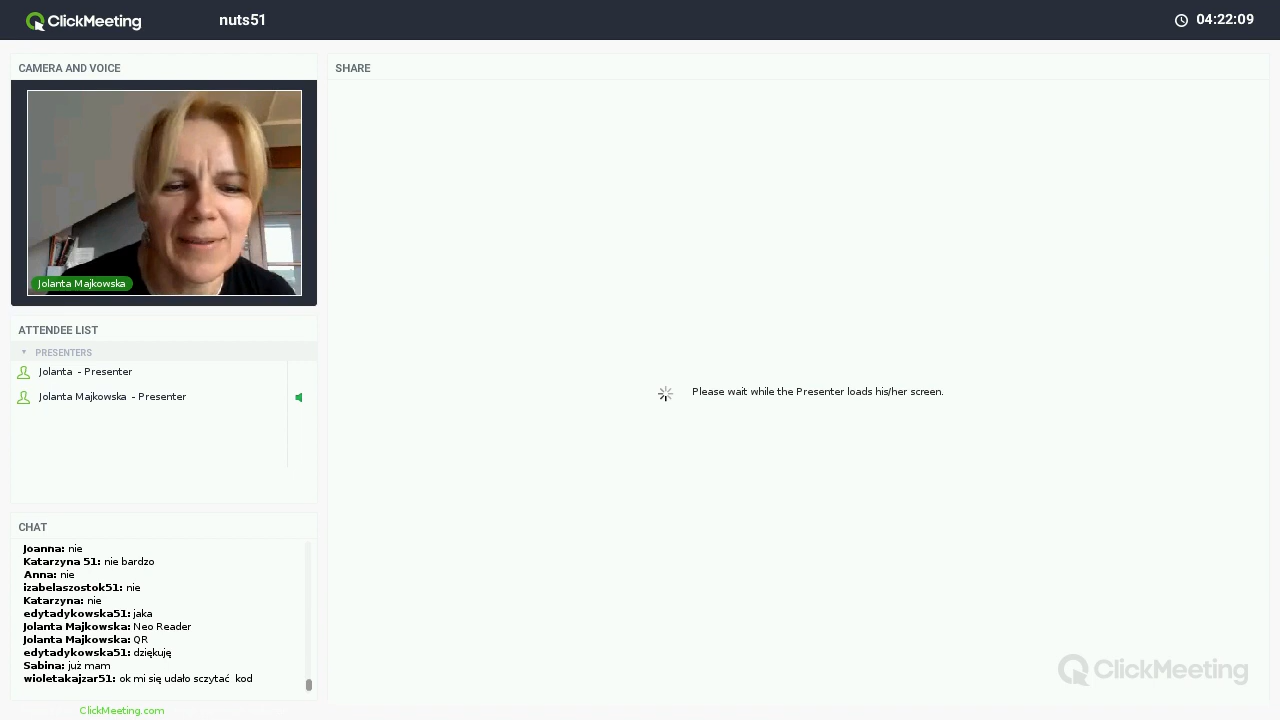 ClickMeeting
nuts51
04:22:09
CAMERA AND VOICE
Jolanta Majkowska
ATTENDEE LIST
PRESENTERS
Jolanta - Presenter
Jolanta Majkowska - Presenter
CHAT
Joanna: nie
Katarzyna 51: nie bardzo
Anna: nie
izabelaszostok51: nie
Katarzyna: nie
edytadykowska51: jaka
Jolanta Majkowska: Neo Reader
Jolanta Majkowska: QR
edytadykowska51: dziękuję
Sabina: już mam
wioletakajzar51: ok mi się udało sczytać kod
ClickMeeting.com
SHARE
Please wait while the Presenter loads his/her screen.
ClickMeeting